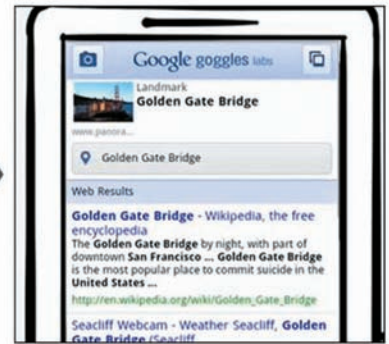 Google goggles labs
Landmark
Golden Gate Bridge
www.panora...
Golden Gate Bridge
Web Results
Golden Gate Bridge - Wikipedia, the free
encyclopedia
The Golden Gate Bridge by night, with part of
downtown San Francisco ... Golden Gate Bridge
is the most popular place to commit suicide in the
United States ...
http://en.wikipedia.org/wiki/Golden_Gate_Bridge
Seacliff Webcam - Weather Seacliff, Golden
Gate Bridge (Seacliff